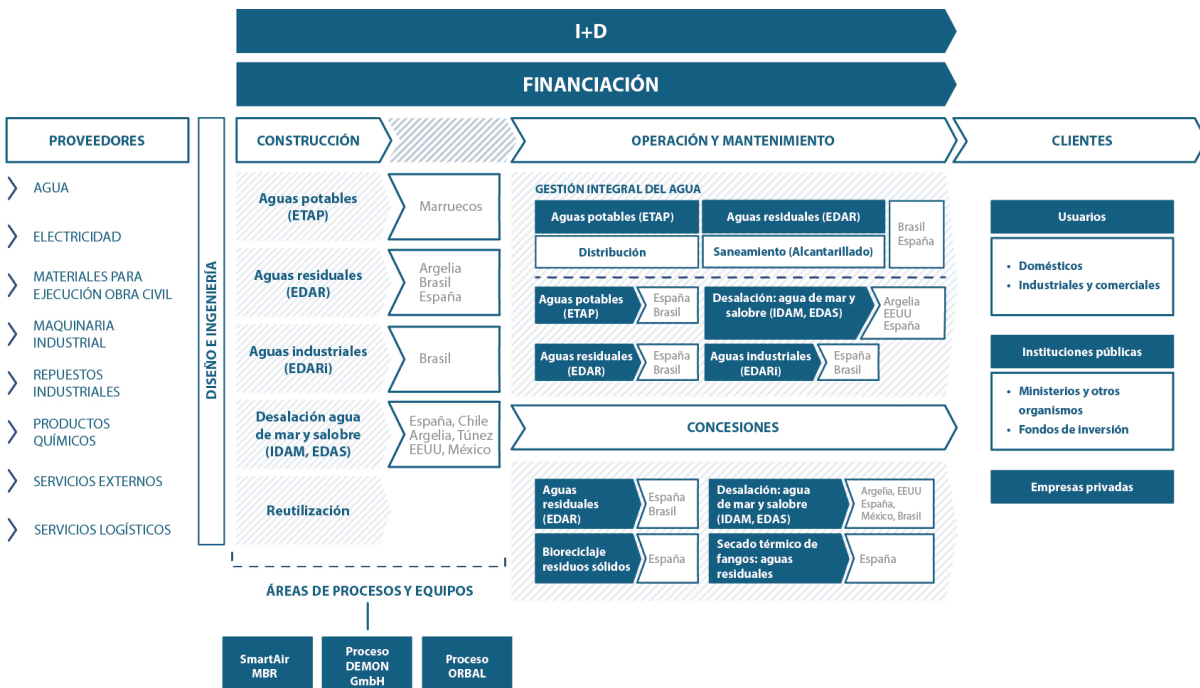 I+D
FINANCIACIÓN
PROVEEDORES
AGUA
ELECTRICIDAD
MATERIALES PARA
EJECUCIÓN OBRA CIVIL
MAQUINARIA
INDUSTRIAL
REPUESTOS
INDUSTRIALES
PRODUCTOS
QUÍMICOS
SERVICIOS EXTERNOS
SERVICIOS LOGÍSTICOS
DISEÑO E INGENIERÍA
CONSTRUCCIÓN
Aguas potables
(ETAP)
Marruecos
Aguas residuales
(EDAR)
Argelia
Brasil
España
Aguas industriales
(EDARi)
Brasil
Desalación agua
de mar y salobre
(IDAM, EDAS)
España, Chile
Argelia, Túnez
EEUU, México
Reutilización
ÁREAS DE PROCESOS Y EQUIPOS
SmartAir
MBR
Proceso
DEMON
GmbH
Proceso
ORBAL
OPERACIÓN Y MANTENIMIENTO
GESTIÓN INTEGRAL DEL AGUA
Aguas potables (ETAP)
Aguas residuales (EDAR)
Distribución
Saneamiento (Alcantarillado)
Brasil
España
Aguas potables
(ETAP)
España
Brasil
Desalación: agua de mar y
salobre (IDAM, EDAS)
Argelia
EEUU
España
Aguas residuales
(EDAR)
España
Brasil
Aguas industriales
(EDARi)
España
Brasil
CONCESIONES
Aguas
residuales
(EDAR)
España
Brasil
Desalación: agua
de mar y salobre
(IDAM, EDAS)
Argelia, EEUU
España,
México, Brasil
Bioreciclaje
residuos sólidos
España
Secado térmico de
fangos: aguas
residuales
España
CLIENTES
Usuarios
• Domésticos
• Industriales y comerciales
Instituciones públicas
• Ministerios y otros
organismos
• Fondos de inversión
Empresas privadas